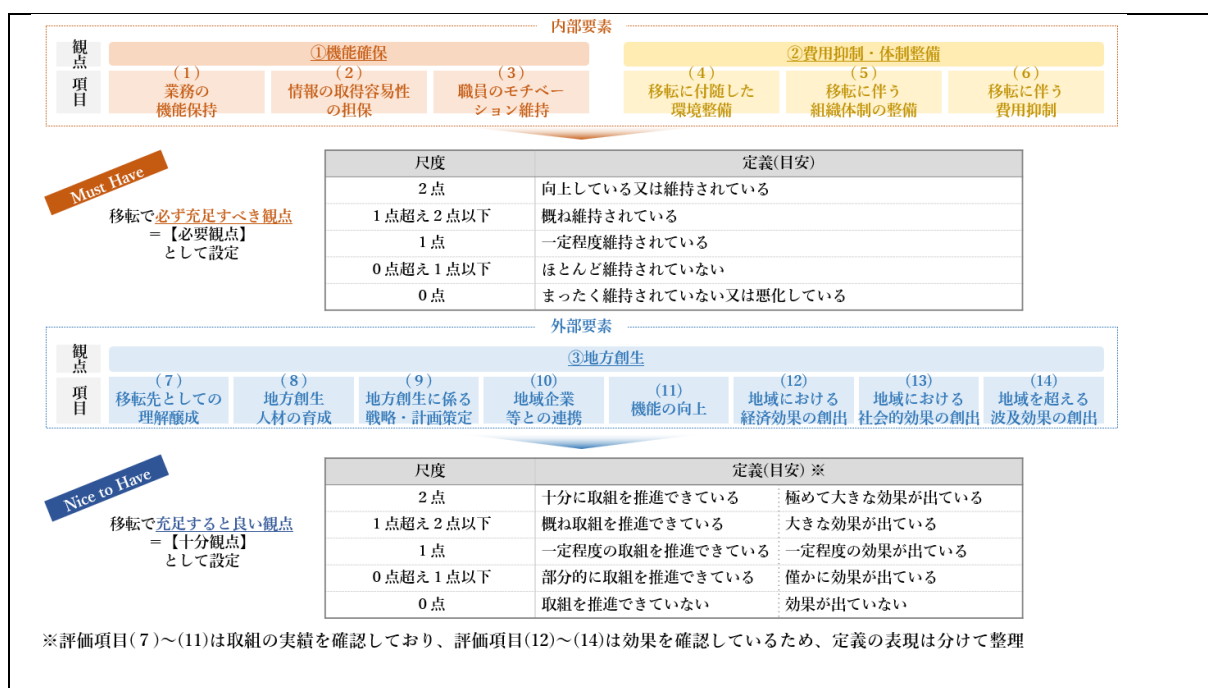 内部要素
観点
①機能確保
②費用抑制・体制整備
項目
(1)
業務の
機能保持
(2)
情報の取得容易性
の担保
(3)
職員のモチベー
ション維持
(4)
移転に付随した
環境整備
(5)
移転に伴う
組織体制の整備
(6)
移転に伴う
費用抑制
Must Have
移転で必ず充足すべき観点
＝【必要観点】
として設定
尺度 定義(目安)
2点 向上している又は維持されている
1点超え2点以下 概ね維持されている
1点 一定程度維持されている
0点超え1点以下 ほとんど維持されていない
0点 まったく維持されていない又は悪化している
外部要素
観点
③地方創生
項目
(7)
移転先としての
理解醸成
(8)
地方創生
人材の育成
(9)
地方創生に係る
戦略・計画策定
(10)
地域企業
等との連携
(11)
機能の向上
(12)
地域における
経済効果の創出
(13)
地域における
社会的効果の創出
(14)
地域を超える
波及効果の創出
Nice to Have
移転で充足すると良い観点
＝【十分観点】
として設定
尺度 定義(目安) ※
2点 十分に取組を推進できている 極めて大きな効果が出ている
1点超え2点以下 概ね取組を推進できている 大きな効果が出ている
1点 一定程度の取組を推進できている 一定程度の効果が出ている
0点超え1点以下 部分的に取組を推進できている 僅かに効果が出ている
0点 取組を推進できていない 効果が出ていない
※評価項目(7)～(11)は取組の実績を確認しており、評価項目(12)～(14)は効果を確認しているため、定義の表現は分けて整理